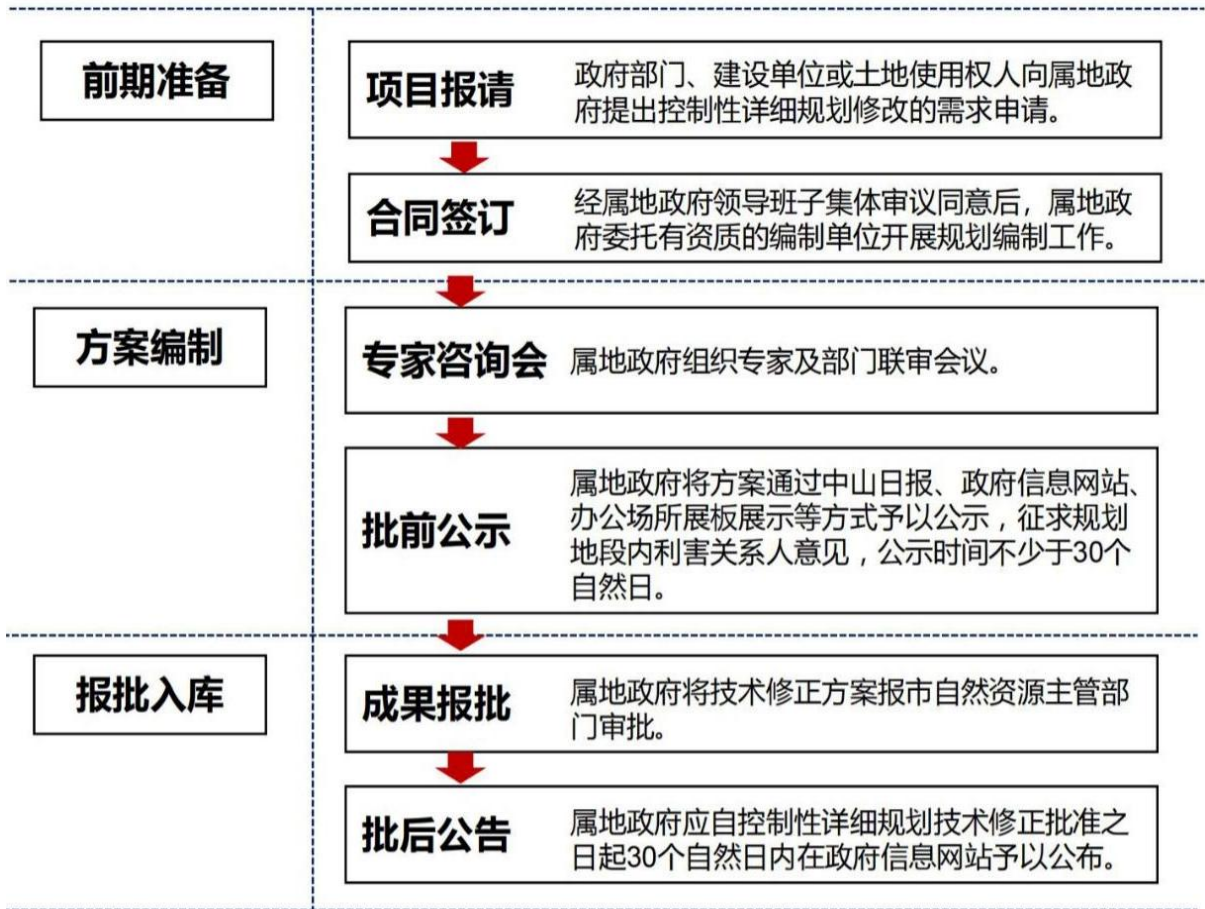 前期准备
项目报请
政府部门、建设单位或土地使用权人向属地政
府提出控制性详细规划修改的需求申请。
合同签订
经属地政府领导班子集体审议同意后，属地政
府委托有资质的编制单位开展规划编制工作。
方案编制
专家咨询会
属地政府组织专家及部门联审会议。
批前公示
属地政府将方案通过中山日报、政府信息网站、
办公场所展板展示等方式予以公示，征求规划
地段内利害关系人意见，公示时间不少于30个
自然日。
报批入库
成果报批
属地政府将技术修正方案报市自然资源主管部
门审批。
批后公告
属地政府应自控制性详细规划技术修正批准之
日起30个自然日内在政府信息网站予以公布。